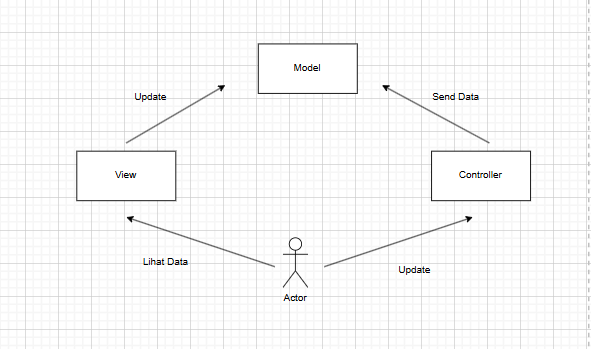 Model
Update
Send Data
View
Controller
Lihat Data
Update
Actor